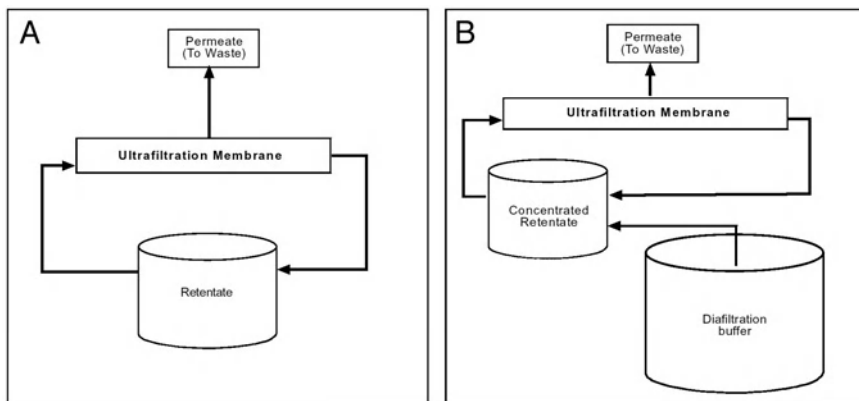 A
Permeate
(To Waste)
Ultrafiltration Membrane
Retentate
B
Permeate
(To Waste)
Ultrafiltration Membrane
Concentrated
Retentate
Diafiltration
buffer